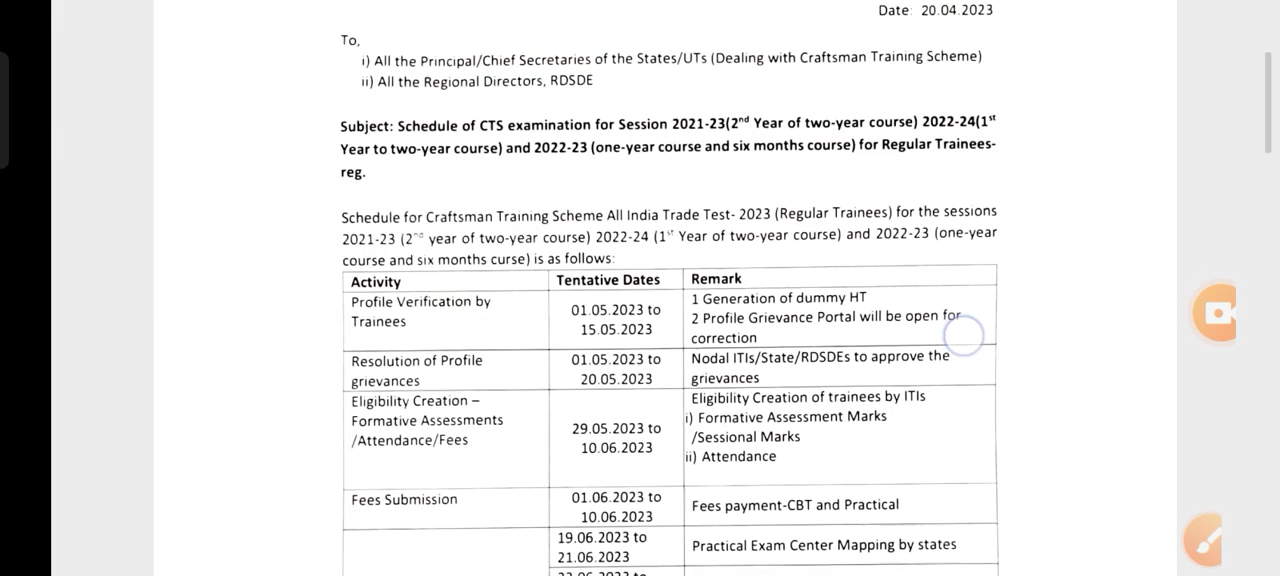 Date: 20.04.2023
To,
i) All the Principal/Chief Secretaries of the States/UTs (Dealing with Craftsman Training Scheme)
ii) All the Regional Directors, RDSDE
Subject: Schedule of CTS examination for Session 2021-23(2nd Year of two-year course) 2022-24(1st
Year to two-year course) and 2022-23 (one-year course and six months course) for Regular Trainees-
reg.
Schedule for Craftsman Training Scheme All India Trade Test- 2023 (Regular Trainees) for the sessions
2021-23 (2nd year of two-year course) 2022-24 (1st Year of two-year course) and 2022-23 (one-year
course and six months curse) is as follows:
Activity Tentative Dates Remark
Profile Verification by
Trainees
01.05.2023 to
15.05.2023
1 Generation of dummy HT
2 Profile Grievance Portal will be open for
correction
Resolution of Profile
grievances
01.05.2023 to
20.05.2023
Nodal ITIs/State/RDSDEs to approve the
grievances
Eligibility Creation –
Formative Assessments
/Attendance/Fees
29.05.2023 to
10.06.2023
Eligibility Creation of trainees by ITIs
i) Formative Assessment Marks
/Sessional Marks
ii) Attendance
Fees Submission
01.06.2023 to
10.06.2023
Fees payment-CBT and Practical
19.06.2023 to
21.06.2023
Practical Exam Center Mapping by states